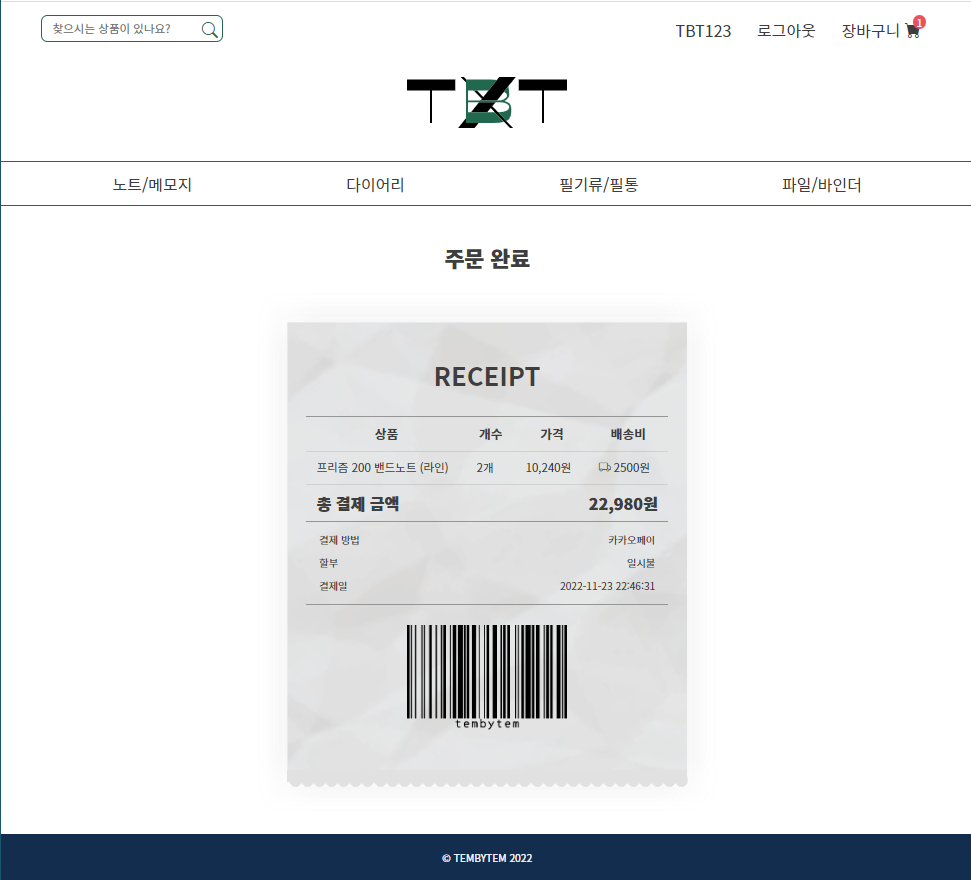 찾으시는 상품이 있나요?
TBT123 로그아웃 장바구니 1
TBT
노트/메모지 다이어리 필기류/필통 파일/바인더
주문 완료
RECEIPT
상품 개수 가격 배송비
프리즘 200 밴드노트 (라인) 2개 10,240원 2500원
총 결제 금액 22,980원
결제 방법 카카오페이
할부 일시불
결제일 2022-11-23 22:46:31
tembytem
© TEMBYTEM 2022